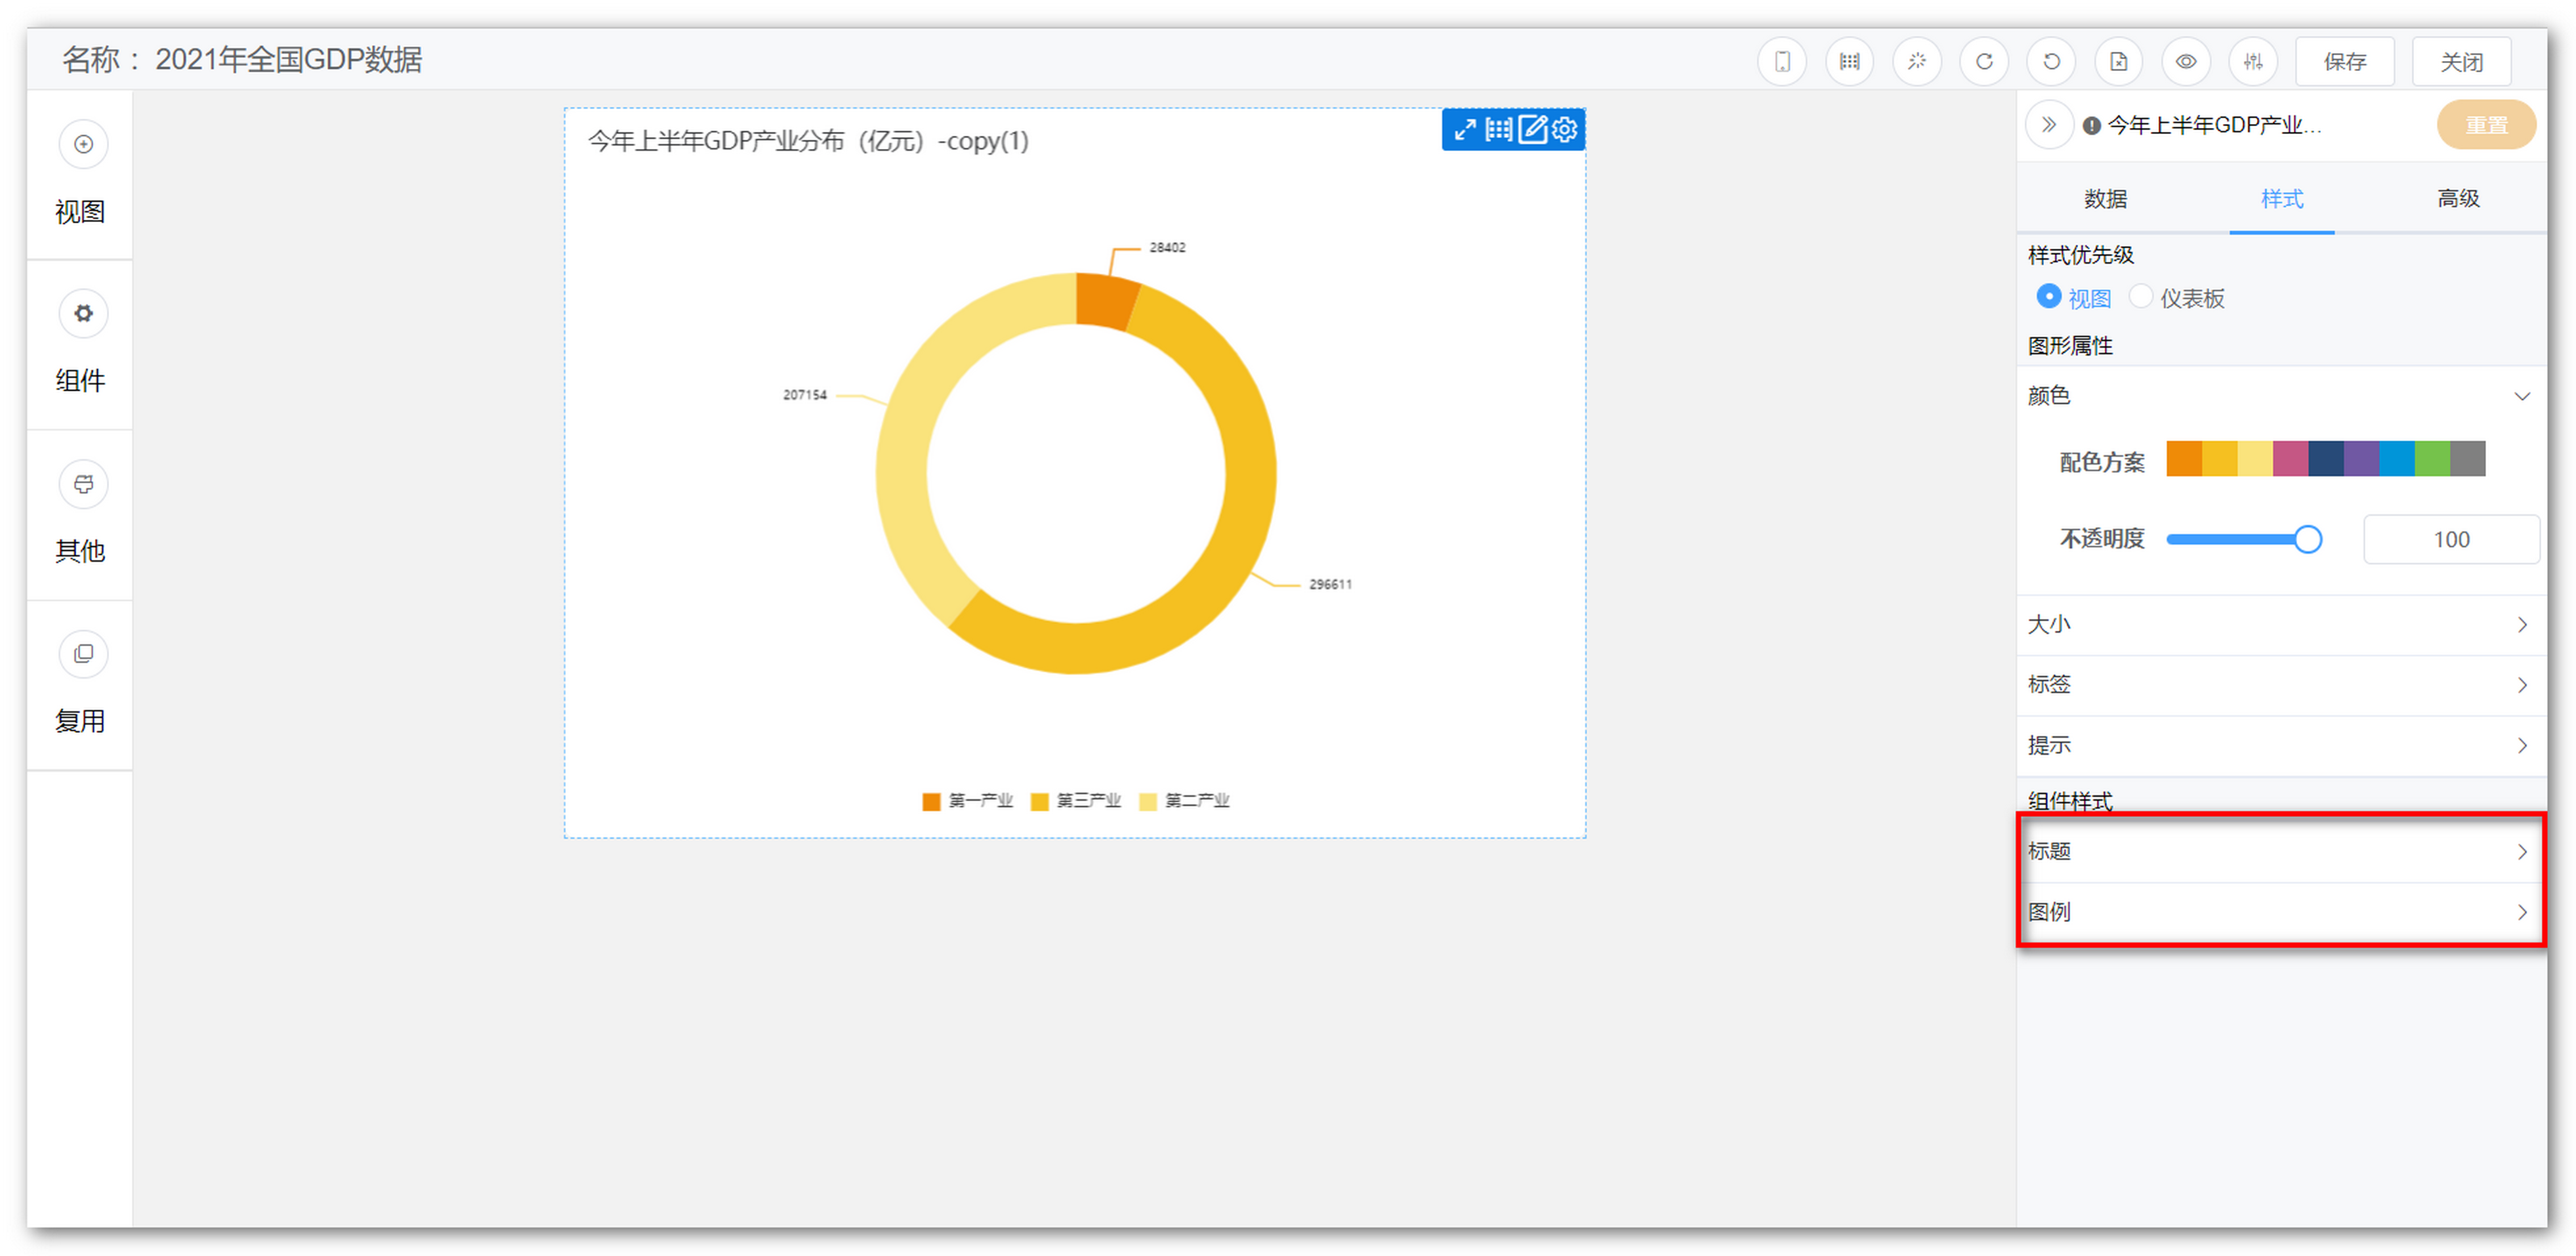 名称： 2021年全国GDP数据
保存
关闭
视图
组件
其他
复用
今年上半年GDP产业分布（亿元）-copy(1)
28402
207154
296611
第一产业 第三产业 第二产业
今年上半年GDP产业...
重置
数据 样式 高级
样式优先级
视图 仪表板
图形属性
颜色
配色方案
不透明度 100
大小
标签
提示
组件样式
标题
图例